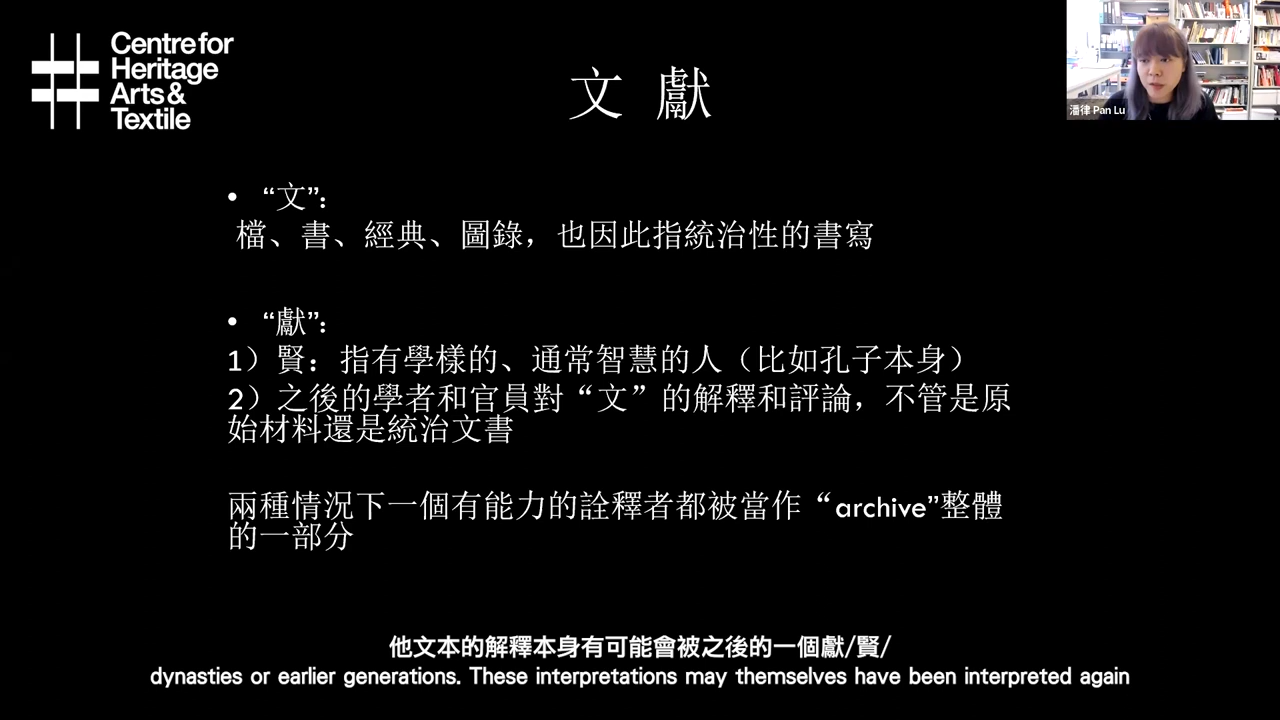 Centre for
Heritage
Arts &
Textile
文 獻
潘律 Pan Lu
• “文”：
檔、書、經典、圖錄，也因此指統治性的書寫
• “獻”：
1）賢：指有學樣的、通常智慧的人（比如孔子本身）
2）之後的學者和官員對“文”的解釋和評論，不管是原
始材料還是統治文書
兩種情況下一個有能力的詮釋者都被當作“archive”整體
的一部分
他文本的解釋本身有可能會被之後的一個獻/賢/
dynasties or earlier generations. These interpretations may themselves have been interpreted again